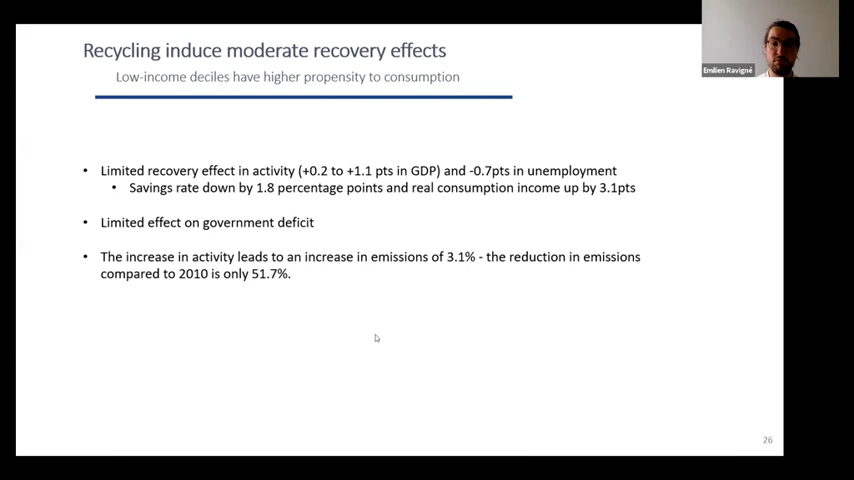 Recycling induce moderate recovery effects
Low-income deciles have higher propensity to consumption
Emilien Ravigné
• Limited recovery effect in activity (+0.2 to +1.1 pts in GDP) and -0.7pts in unemployment
• Savings rate down by 1.8 percentage points and real consumption income up by 3.1pts
• Limited effect on government deficit
• The increase in activity leads to an increase in emissions of 3.1% - the reduction in emissions
compared to 2010 is only 51.7%.
26